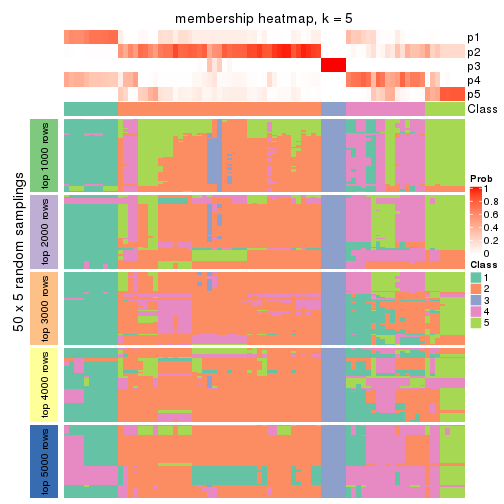 membership heatmap, k = 5
p1
p2
p3
p4
p5
Class
50 x 5 random samplings
top 1000 rows
top 2000 rows
top 3000 rows
top 4000 rows
top 5000 rows
Prob
1
0.8
0.6
0.4
0.2
0
Class
1
2
3
4
5